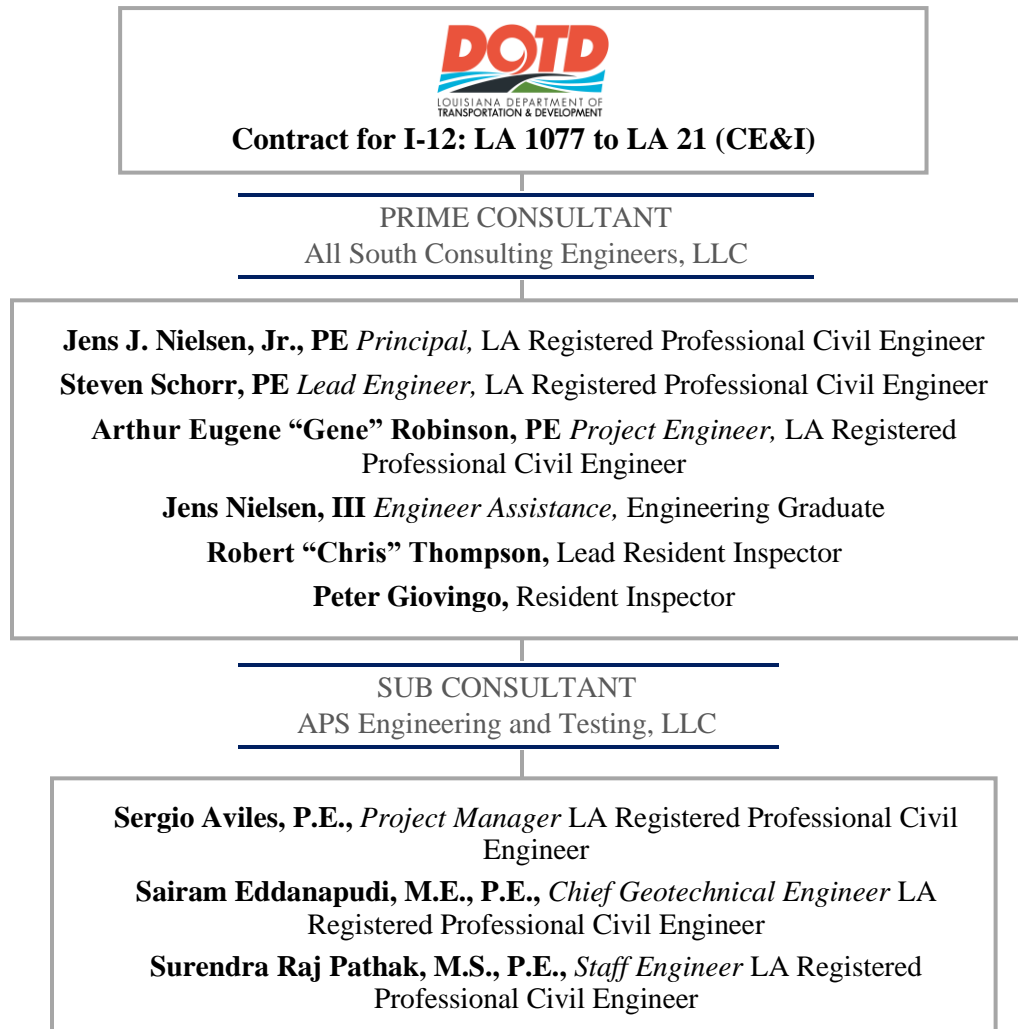 DOTD
LOUISIANA DEPARTMENT OF
TRANSPORTATION & DEVELOPMENT
Contract for I-12: LA 1077 to LA 21 (CE&I)
PRIME CONSULTANT
All South Consulting Engineers, LLC
Jens J. Nielsen, Jr., PE Principal, LA Registered Professional Civil Engineer
Steven Schorr, PE Lead Engineer, LA Registered Professional Civil Engineer
Arthur Eugene “Gene” Robinson, PE Project Engineer, LA Registered
Professional Civil Engineer
Jens Nielsen, III Engineer Assistance, Engineering Graduate
Robert “Chris” Thompson, Lead Resident Inspector
Peter Giovingo, Resident Inspector
SUB CONSULTANT
APS Engineering and Testing, LLC
Sergio Aviles, P.E., Project Manager LA Registered Professional Civil
Engineer
Sairam Eddanapudi, M.E., P.E., Chief Geotechnical Engineer LA
Registered Professional Civil Engineer
Surendra Raj Pathak, M.S., P.E., Staff Engineer LA Registered
Professional Civil Engineer